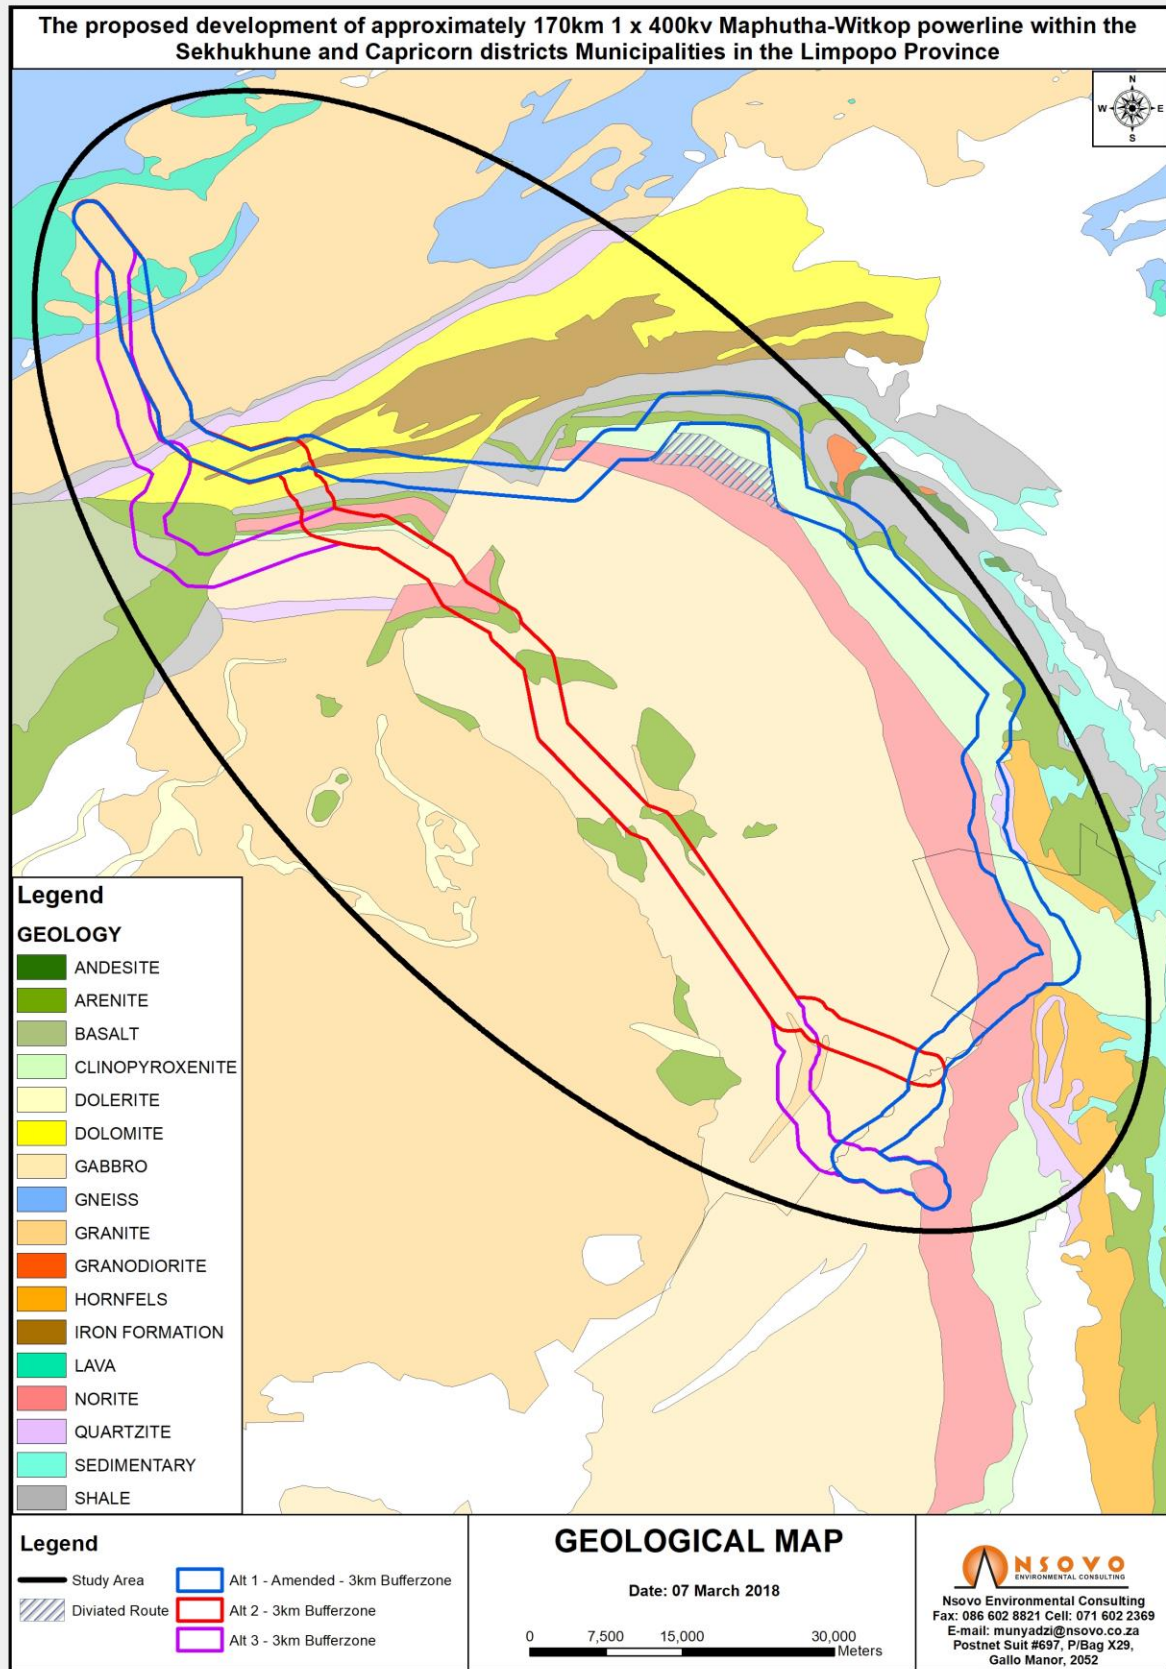 The proposed development of approximately 170km 1 x 400kv Maphutha-Witkop powerline within the
Sekhukhune and Capricorn districts Municipalities in the Limpopo Province
N
W
E
S
Legend
GEOLOGY
ANDESITE
ARENITE
BASALT
CLINOPYROXENITE
DOLERITE
DOLOMITE
GABBRO
GNEISS
GRANITE
GRANODIORITE
HORNFELS
IRON FORMATION
LAVA
NORITE
QUARTZITE
SEDIMENTARY
SHALE
Legend
Study Area
Diviated Route
Alt 1 - Amended - 3km Bufferzone
Alt 2 - 3km Bufferzone
Alt 3 - 3km Bufferzone
GEOLOGICAL MAP
Date: 07 March 2018
0 7,500 15,000 30,000
Meters
NSOVO
ENVIRONMENTAL CONSULTING
Nsovo Environmental Consulting
Fax: 086 602 8821 Cell: 071 602 2369
E-mail: munyadzi@nsovo.co.za
Postnet Suit #697, P/Bag X29,
Gallo Manor, 2052